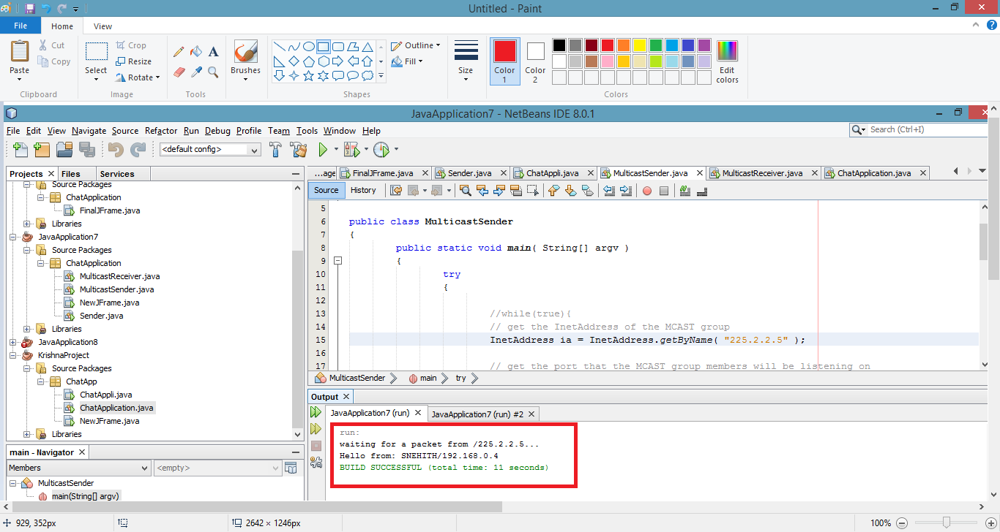 Untitled - Paint
File Home View
Paste
Cut
Copy
Clipboard
Select
Crop
Resize
Rotate
Image
Tools
Brushes
Outline
Fill
Shapes
Size
Color 1
Color 2
Edit colors
Colors
JavaApplication7 - NetBeans IDE 8.0.1
File Edit View Navigate Source Refactor Run Debug Profile Team Tools Window Help
Search (Ctrl+I)
<default config>
Projects Files Services
Source Packages
ChatApplication
FinalJFrame.java
Libraries
JavaApplication7
Source Packages
ChatApplication
MulticastReceiver.java
MulticastSender.java
NewJFrame.java
Sender.java
Libraries
JavaApplication8
KrishnaProject
Source Packages
ChatApp
ChatAppli.java
ChatApplication.java
NewJFrame.java
Libraries
main - Navigator
Members <empty>
MulticastSender
main(String[] argv)
...age FinalJFrame.java Sender.java ChatAppli.java MulticastSender.java MulticastReceiver.java ChatApplication.java
Source History
5
6 public class MulticastSender
7 {
8 public static void main( String[] argv )
9 {
10 try
11 {
12
13 //while(true){
14 // get the InetAddress of the MCAST group
15 InetAddress ia = InetAddress.getByName( "225.2.2.5" );
16
17 // get the port that the MCAST group members will be listening on
MulticastSender main try
Output
JavaApplication7 (run) JavaApplication7 (run) #2
run:
waiting for a packet from /225.2.2.5...
Hello from: SNEHITH/192.168.0.4
BUILD SUCCESSFUL (total time: 11 seconds)
929, 352px 2642 × 1246px 100%